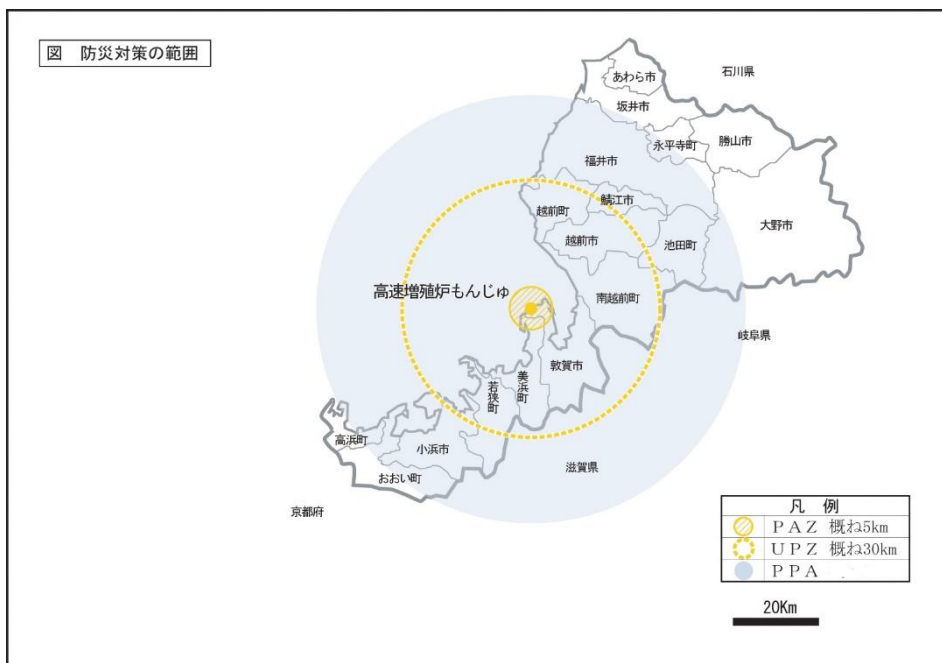 図 防災対策の範囲
石川県
あわら市
坂井市
永平寺町
勝山市
福井市
大野市
越前町
鯖江市
越前市
池田町
高速増殖炉もんじゅ
南越前町
岐阜県
敦賀市
美浜町
若狭町
高浜町
小浜市
おおい町
滋賀県
京都府
凡 例
PAZ 概ね5km
UPZ 概ね30km
PPA
20Km